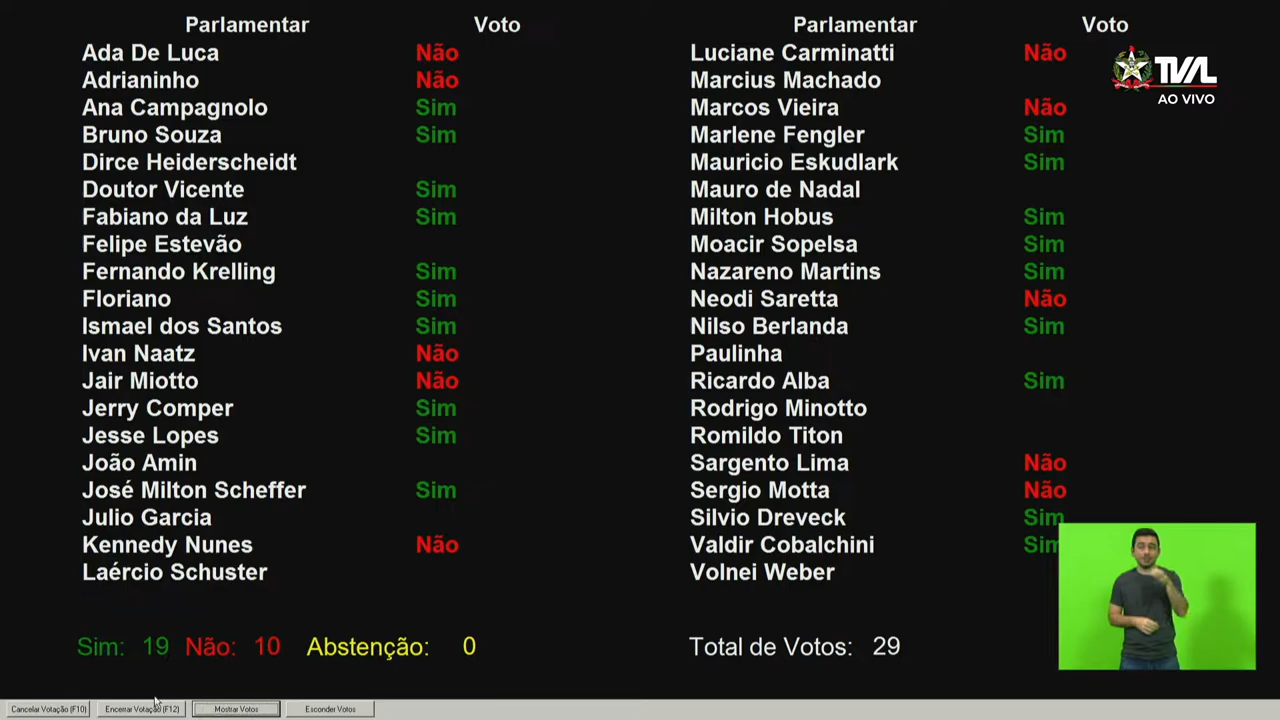 Parlamentar Voto Parlamentar Voto
Ada De Luca Não Luciane Carminatti Não
Adrianinho Não Marcius Machado
Ana Campagnolo Sim Marcos Vieira Não
Bruno Souza Sim Marlene Fengler Sim
Dirce Heiderscheidt Mauricio Eskudlark Sim
Doutor Vicente Sim Mauro de Nadal
Fabiano da Luz Sim Milton Hobus Sim
Felipe Estevão Moacir Sopelsa Sim
Fernando Krelling Sim Nazareno Martins Sim
Floriano Sim Neodi Saretta Não
Ismael dos Santos Sim Nilso Berlanda Sim
Ivan Naatz Não Paulinha
Jair Miotto Não Ricardo Alba Sim
Jerry Comper Sim Rodrigo Minotto
Jesse Lopes Sim Romildo Titon
João Amin Sargento Lima Não
José Milton Scheffer Sim Sergio Motta Não
Julio Garcia Silvio Dreveck Sim
Kennedy Nunes Não Valdir Cobalchini Sim
Laércio Schuster Volnei Weber
Sim: 19 Não: 10 Abstenção: 0 Total de Votos: 29
TVAL
AO VIVO
Cancelar Votação (F10) Encerrar Votação (F12) Mostrar Votos Esconder Votos